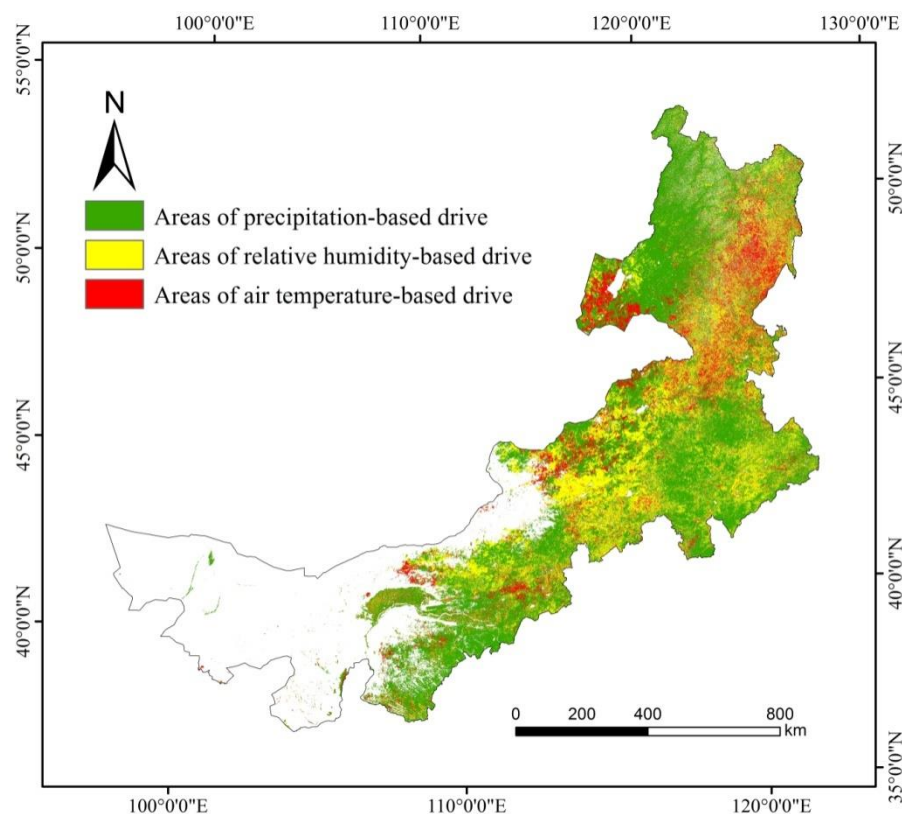 100°0'0"E 110°0'0"E 120°0'0"E 130°0'0"E
55°0'0"N
N
50°0'0"N
Areas of precipitation-based drive
50°0'0"N
Areas of relative humidity-based drive
Areas of air temperature-based drive
45°0'0"N
45°0'0"N
40°0'0"N
40°0'0"N
0 200 400 800
km
35°0'0"N
100°0'0"E 110°0'0"E 120°0'0"E